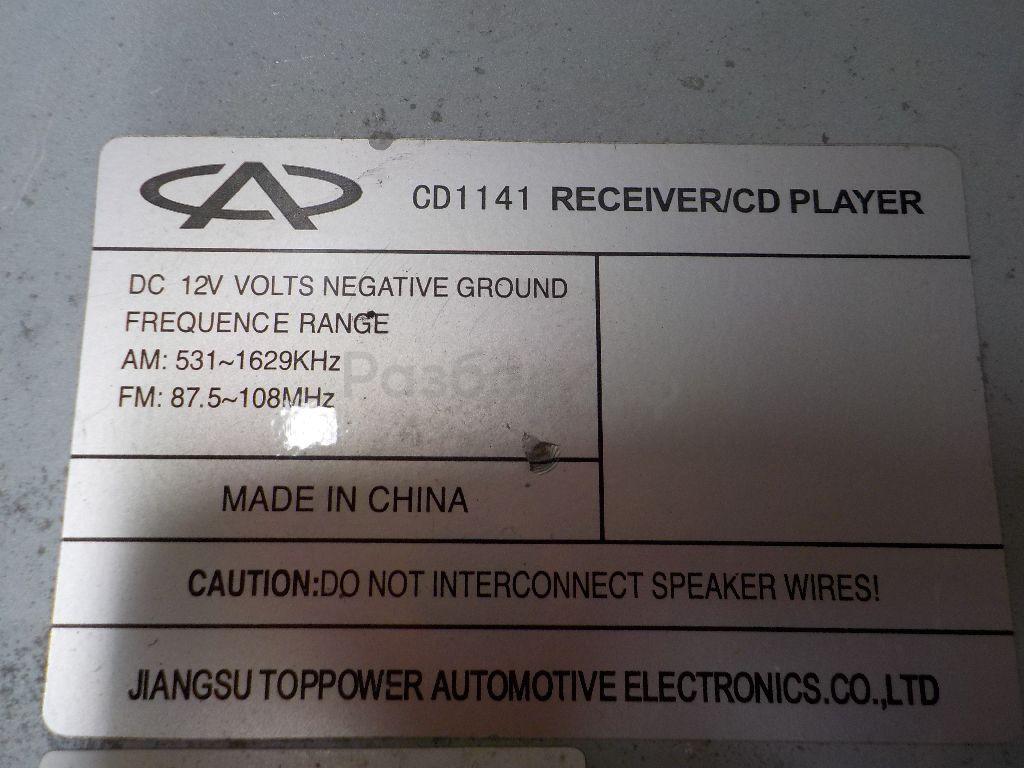 CD1141 RECEIVER/CD PLAYER
DC 12V VOLTS NEGATIVE GROUND
FREQUENCE RANGE
AM: 531~1629KHz
FM: 87.5~108MHz
MADE IN CHINA
CAUTION:DO NOT INTERCONNECT SPEAKER WIRES!
JIANGSU TOPPOWER AUTOMOTIVE ELECTRONICS.CO.,LTD